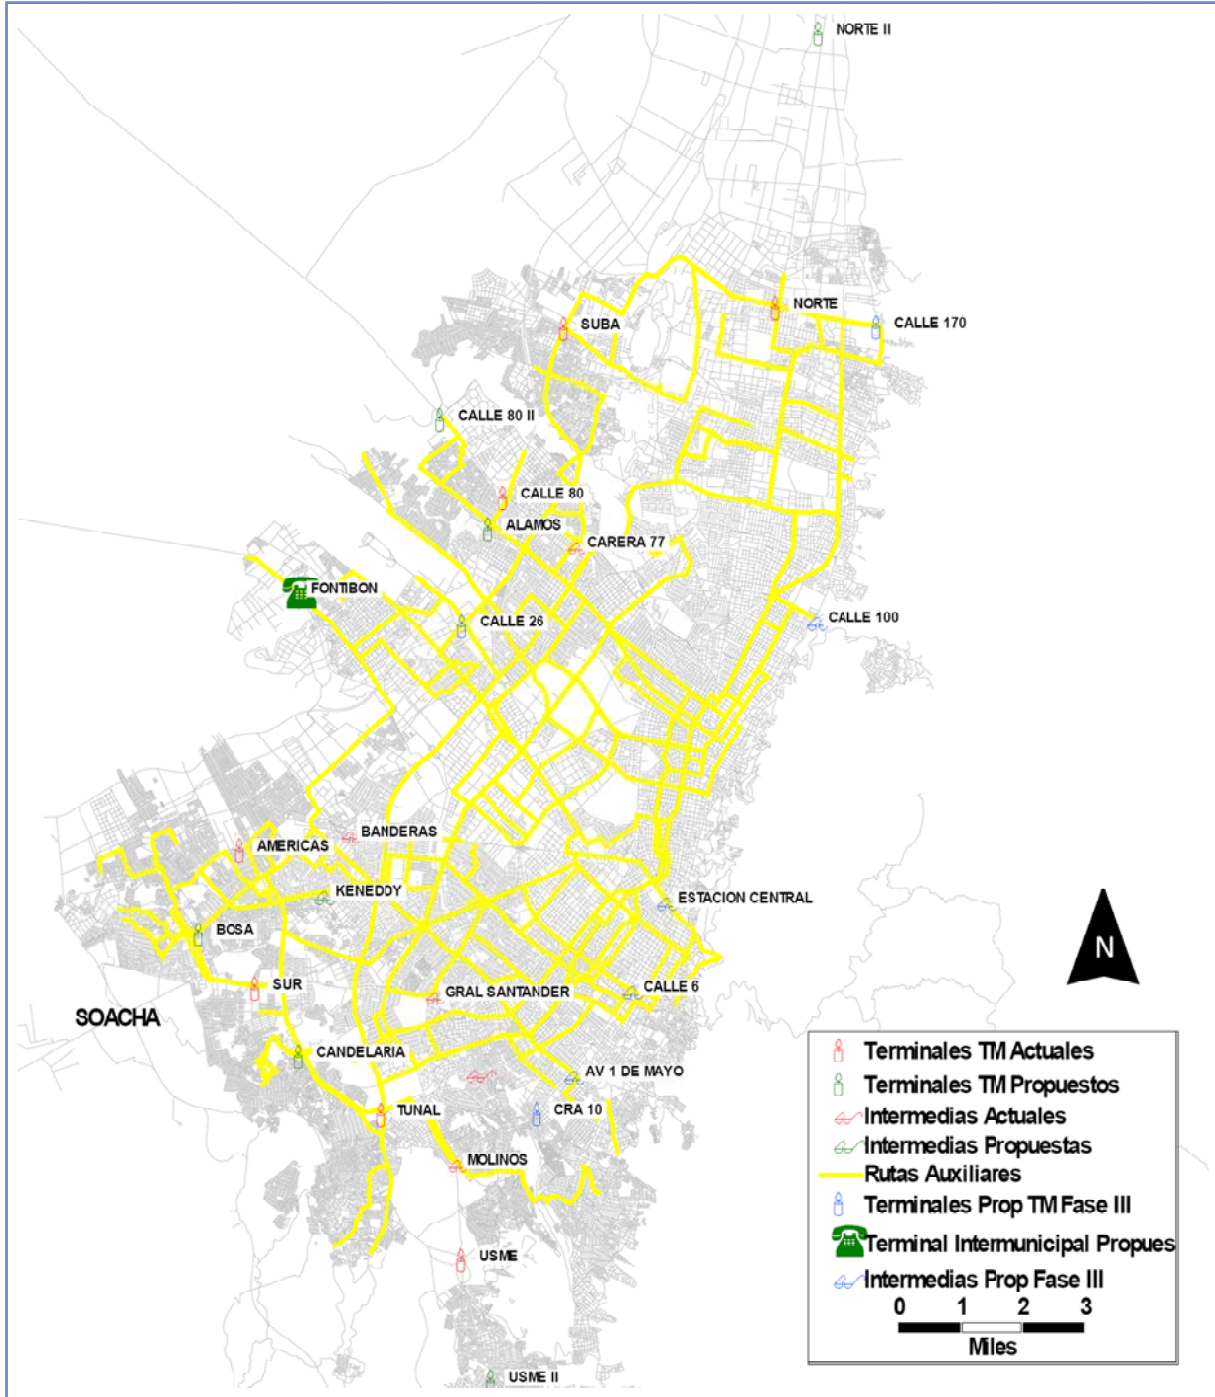 NORTE II
NORTE
SUBA
CALLE 170
CALLE 80 II
CALLE 80
ALAMOS
CARERA 77
FONTIBON
CALLE 26
CALLE 100
BANDERAS
AMERICAS
KENEDDY
ESTACION CENTRAL
BOSA
SUR
GRAL SANTANDER
CALLE 6
SOACHA
CANDELARIA
AV 1 DE MAYO
TUNAL
CRA 10
MOLINOS
USME
USME II
N
Terminales TM Actuales
Terminales TM Propuestos
Intermedias Actuales
Intermedias Propuestas
Rutas Auxiliares
Terminales Prop TM Fase III
Terminal Intermunicipal Propues
Intermedias Prop Fase III
0 1 2 3
Miles